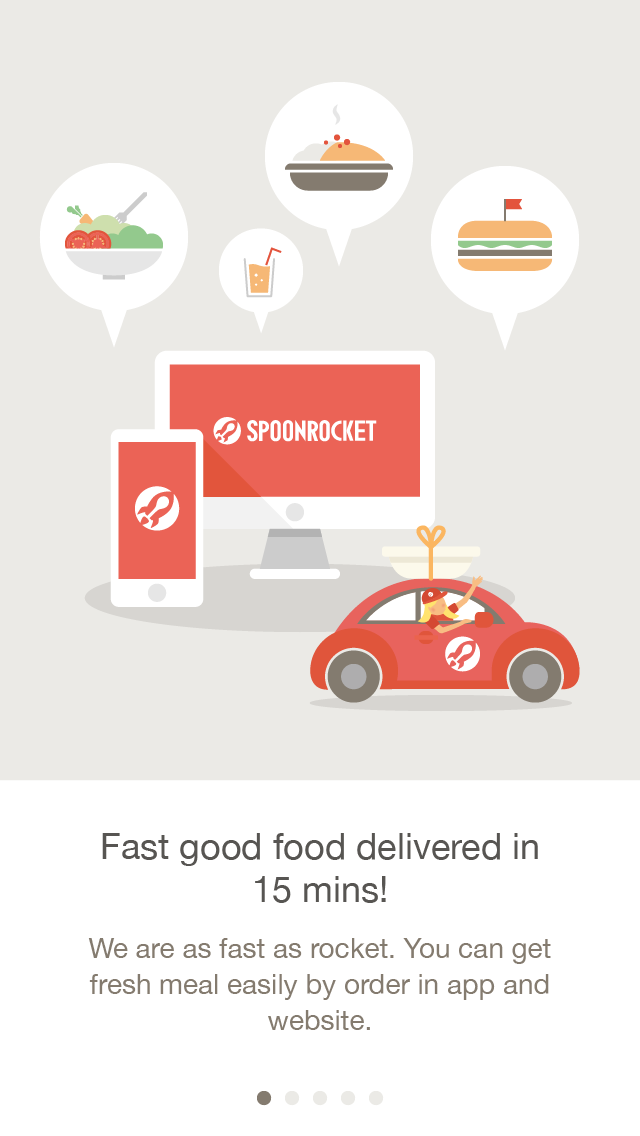 SPOONROCKET
Fast good food delivered in
15 mins!
We are as fast as rocket. You can get
fresh meal easily by order in app and
website.